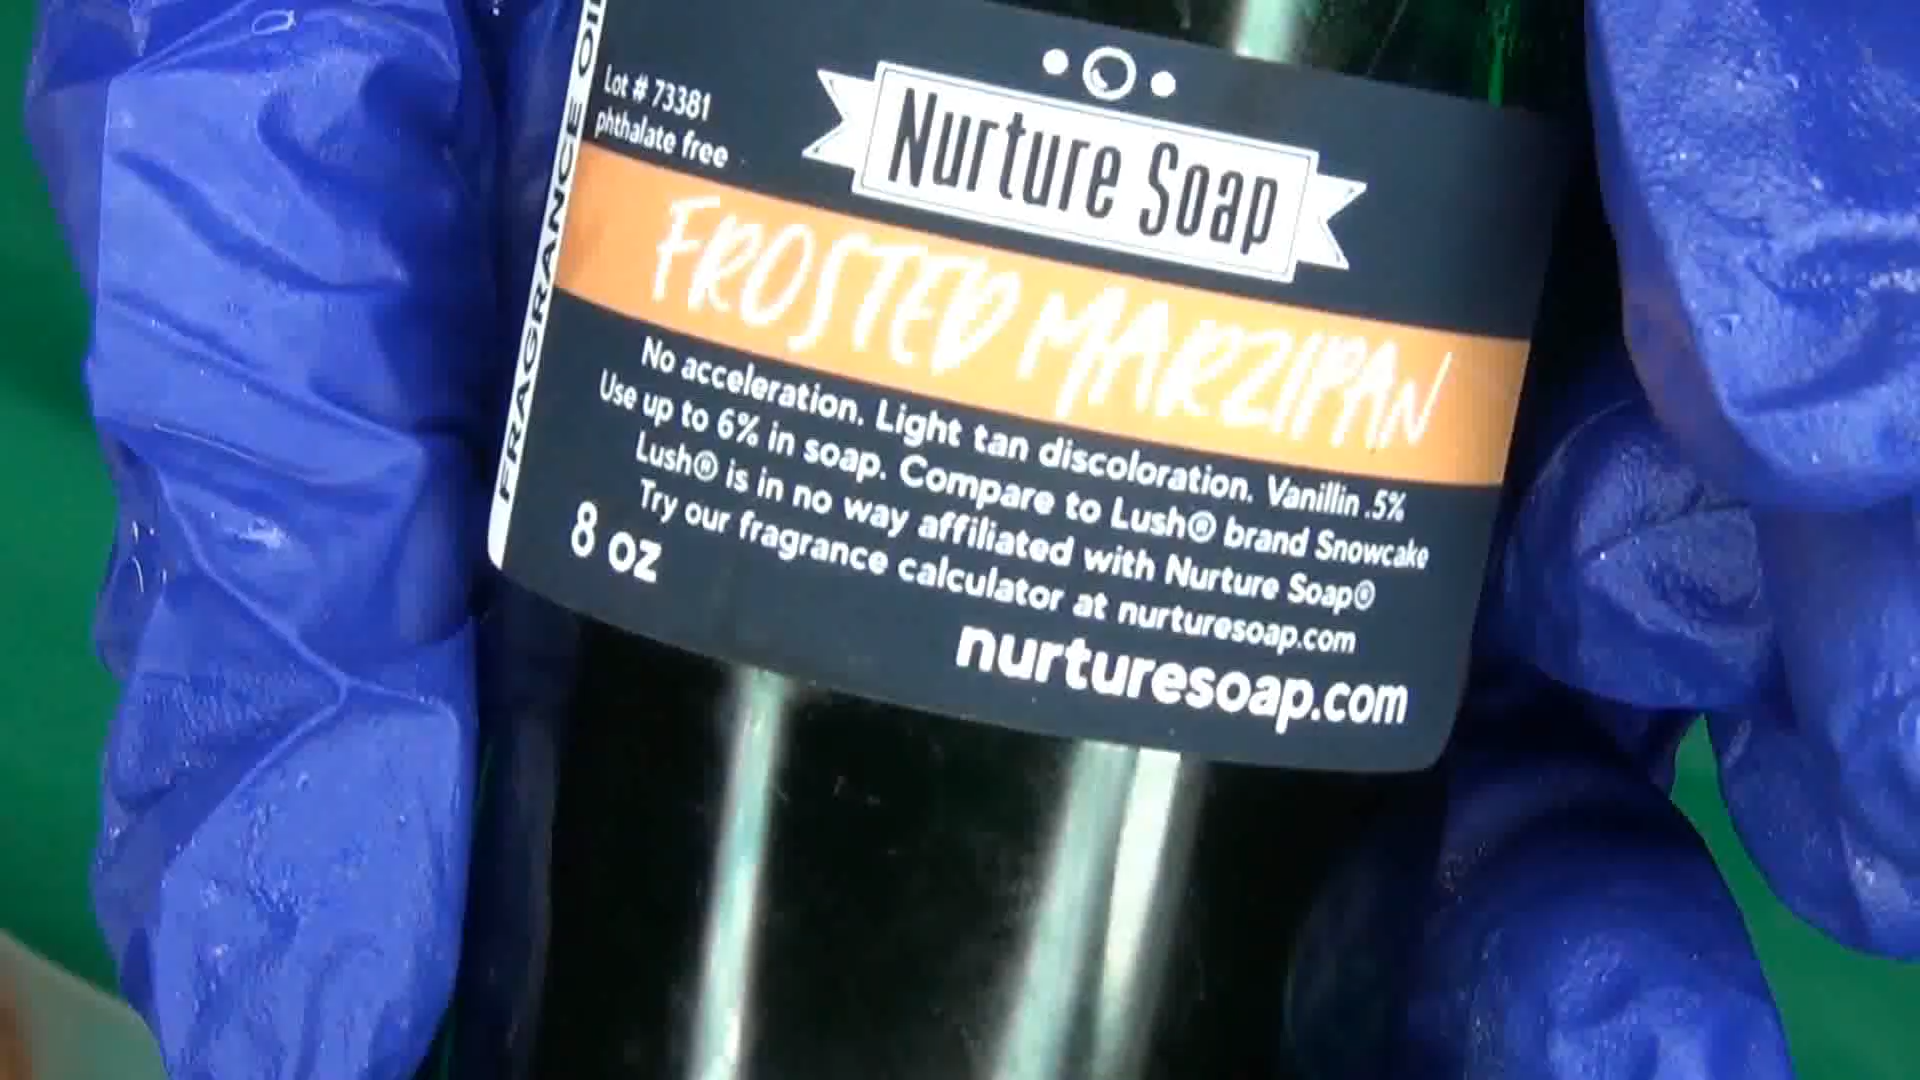 FRAGRANCE OIL
Lot # 73381
phthalate free
Nurture Soap
FROSTED MARZIPAN
No acceleration. Light tan discoloration. Vanillin .5%
Use up to 6% in soap. Compare to Lush® brand Snowcake
Lush® is in no way affiliated with Nurture Soap®
Try our fragrance calculator at nurturesoap.com
8 oz
nurturesoap.com